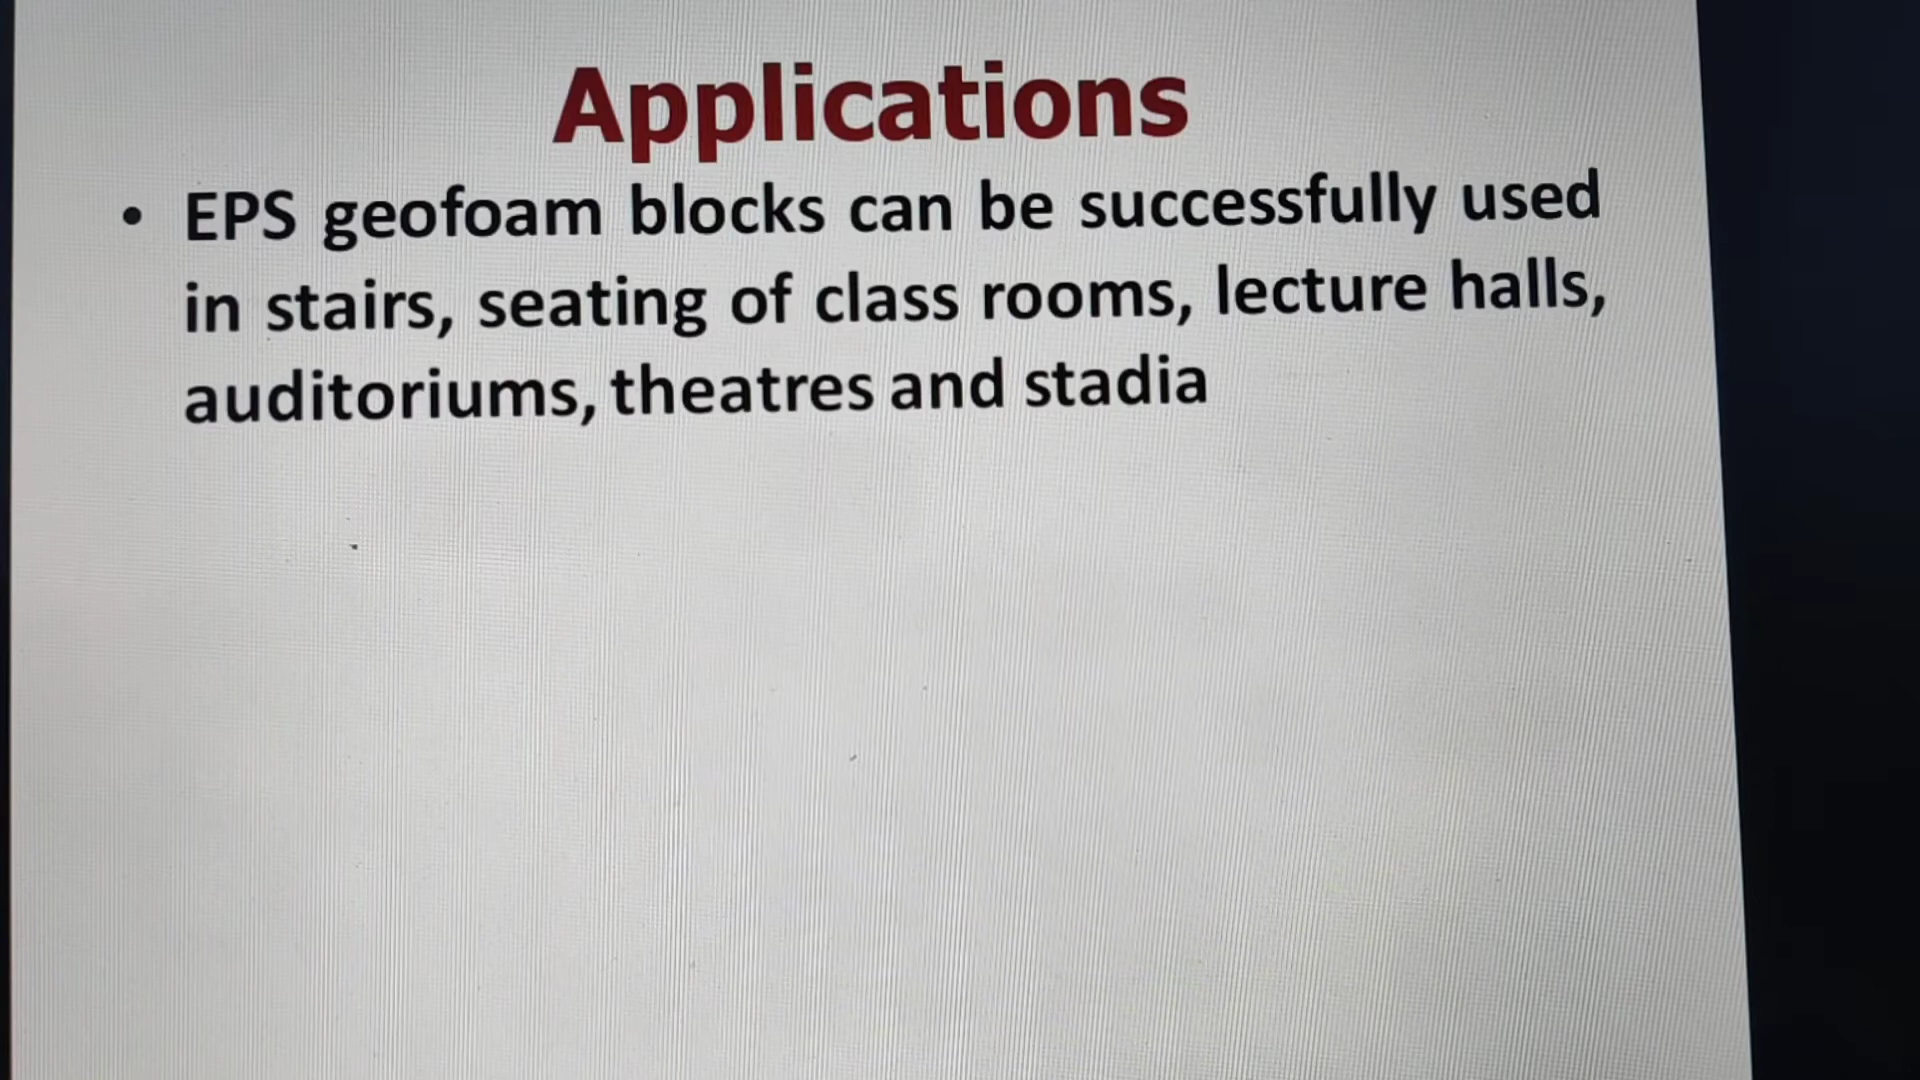 Applications
• EPS geofoam blocks can be successfully used
in stairs, seating of class rooms, lecture halls,
auditoriums, theatres and stadia